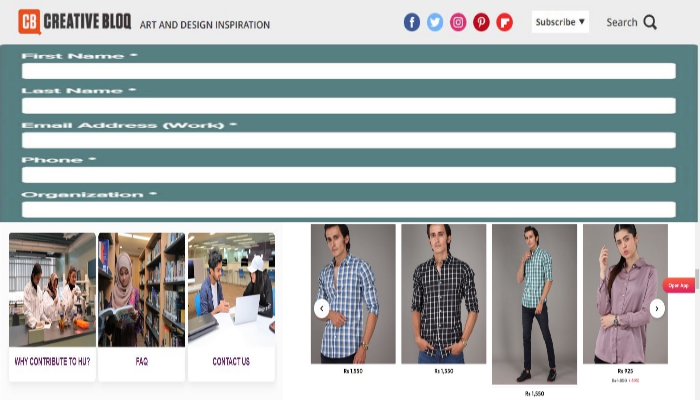 CB CREATIVE BLOQ ART AND DESIGN INSPIRATION
Subscribe ▼ Search
First Name *
Last Name *
Email Address (Work) *
Phone *
Organization *
WHY CONTRIBUTE TO HU? FAQ CONTACT US
Open App
Rs 1,550 Rs 1,550 Rs 925
Rs 1,550